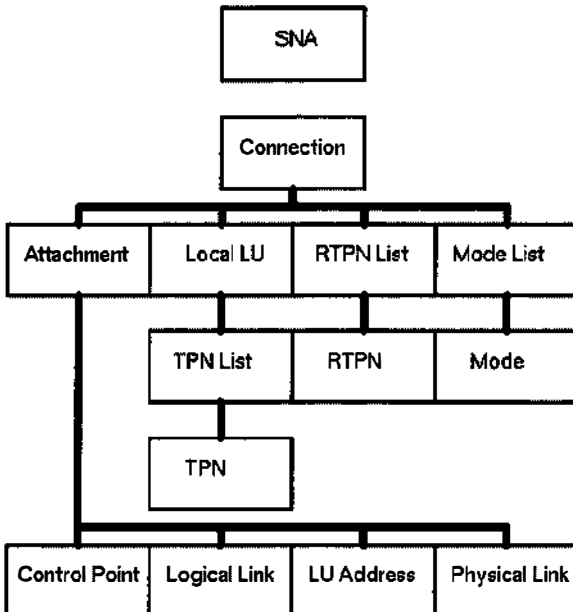 SNA
Connection
Attachment
Local LU
RTPN List
Mode List
TPN List
RTPN
Mode
TPN
Control Point
Logical Link
LU Address
Physical Link